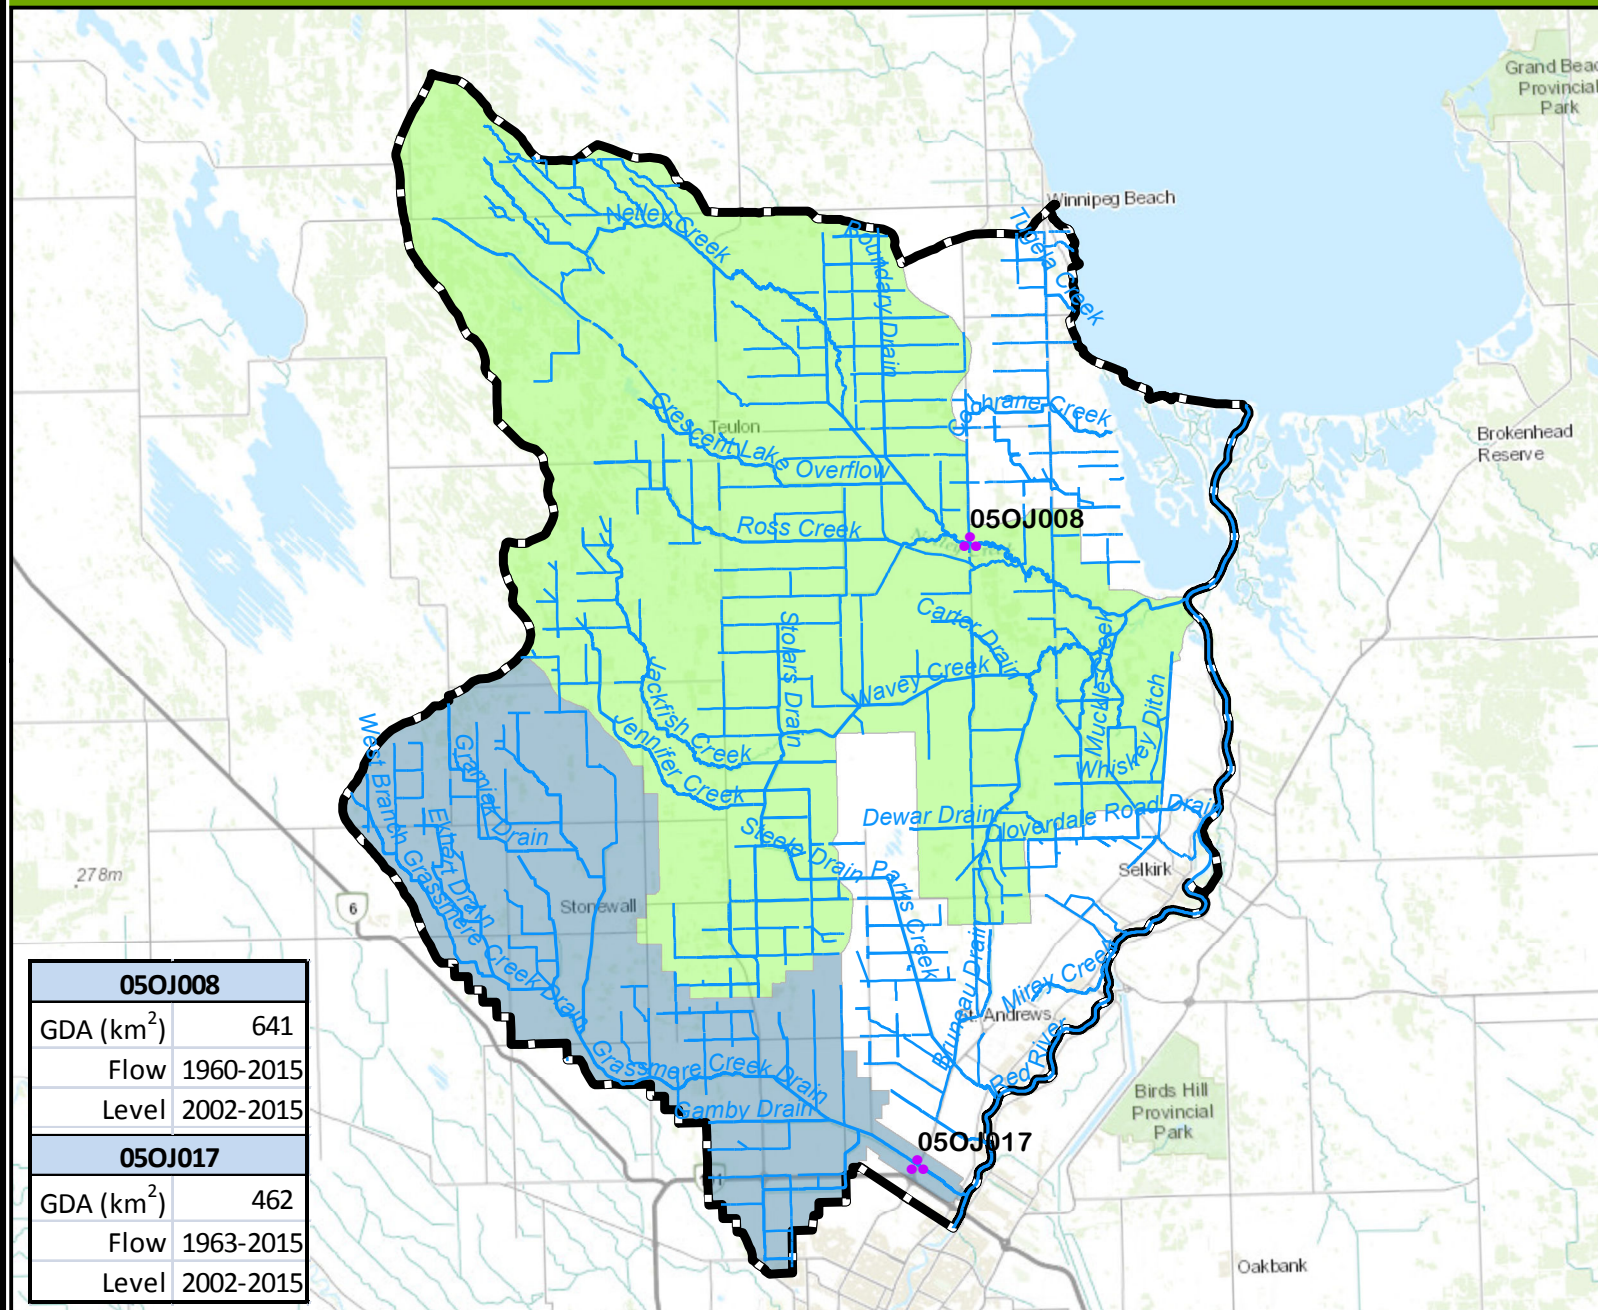 Grand Beach
Provincial
Park
Winnipeg Beach
Tugela Creek
Netley Creek
Boundary Drain
Cochrane Creek
Crescent Lake Overflow
Teulon
Brokenhead
Reserve
05OJ008
Ross Creek
Carter Drain
Stolars Drain
Wavey Creek
Muckle Creek
Jackfish Creek
Jennifer Creek
Whiskey Ditch
West Branch Grassmere Creek Drain
Gramiak Drain
Ekhart Drain
Dewar Drain
Cloverdale Road Drain
Steele Drain
Parks Creek
Selkirk
278m
6
Stonewall
Bruneau Drain
Miray Creek
St. Andrews
Red River
Grassmere Creek Drain
Gamby Drain
Birds Hill
Provincial
Park
05OJ017
Oakbank
05OJ008
GDA (km²) 641
Flow 1960-2015
Level 2002-2015
05OJ017
GDA (km²) 462
Flow 1963-2015
Level 2002-2015